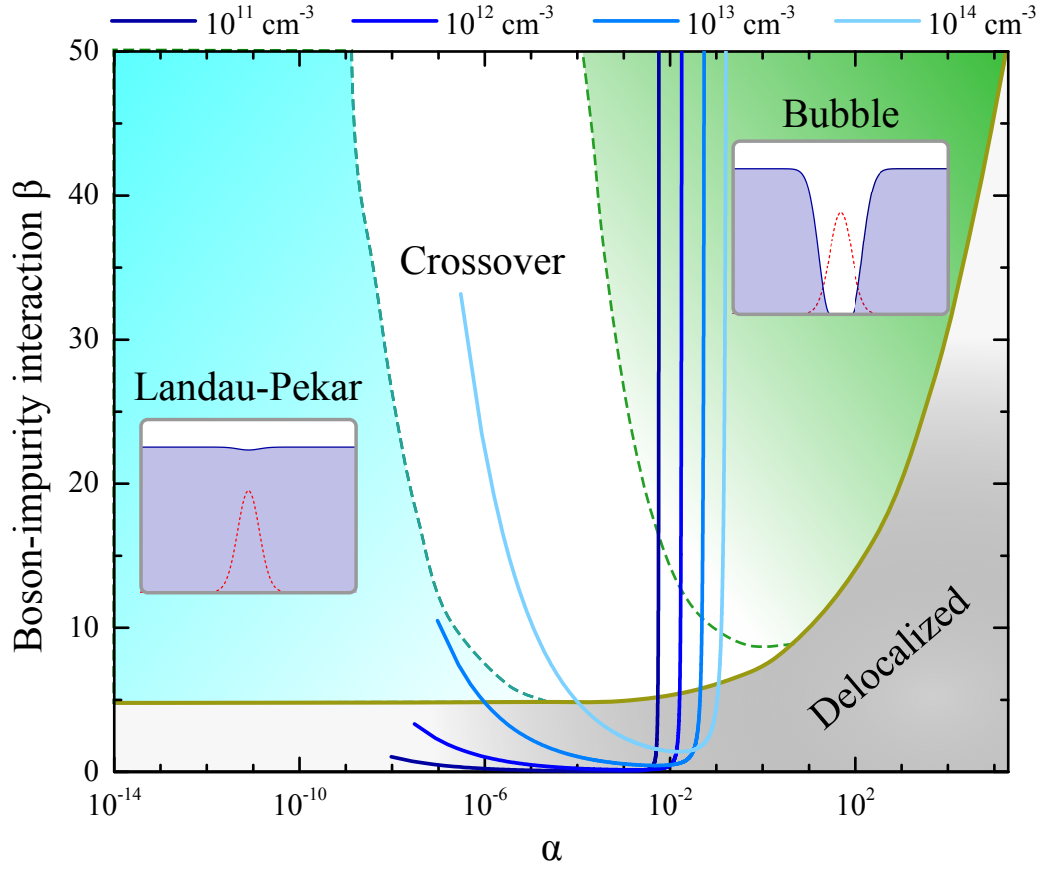 10¹¹ cm⁻³ 10¹² cm⁻³ 10¹³ cm⁻³ 10¹⁴ cm⁻³
50
40
30
20
10
0
Boson-impurity interaction β
Bubble
Crossover
Landau-Pekar
Delocalized
10⁻¹⁴ 10⁻¹⁰ 10⁻⁶ 10⁻² 10²
α